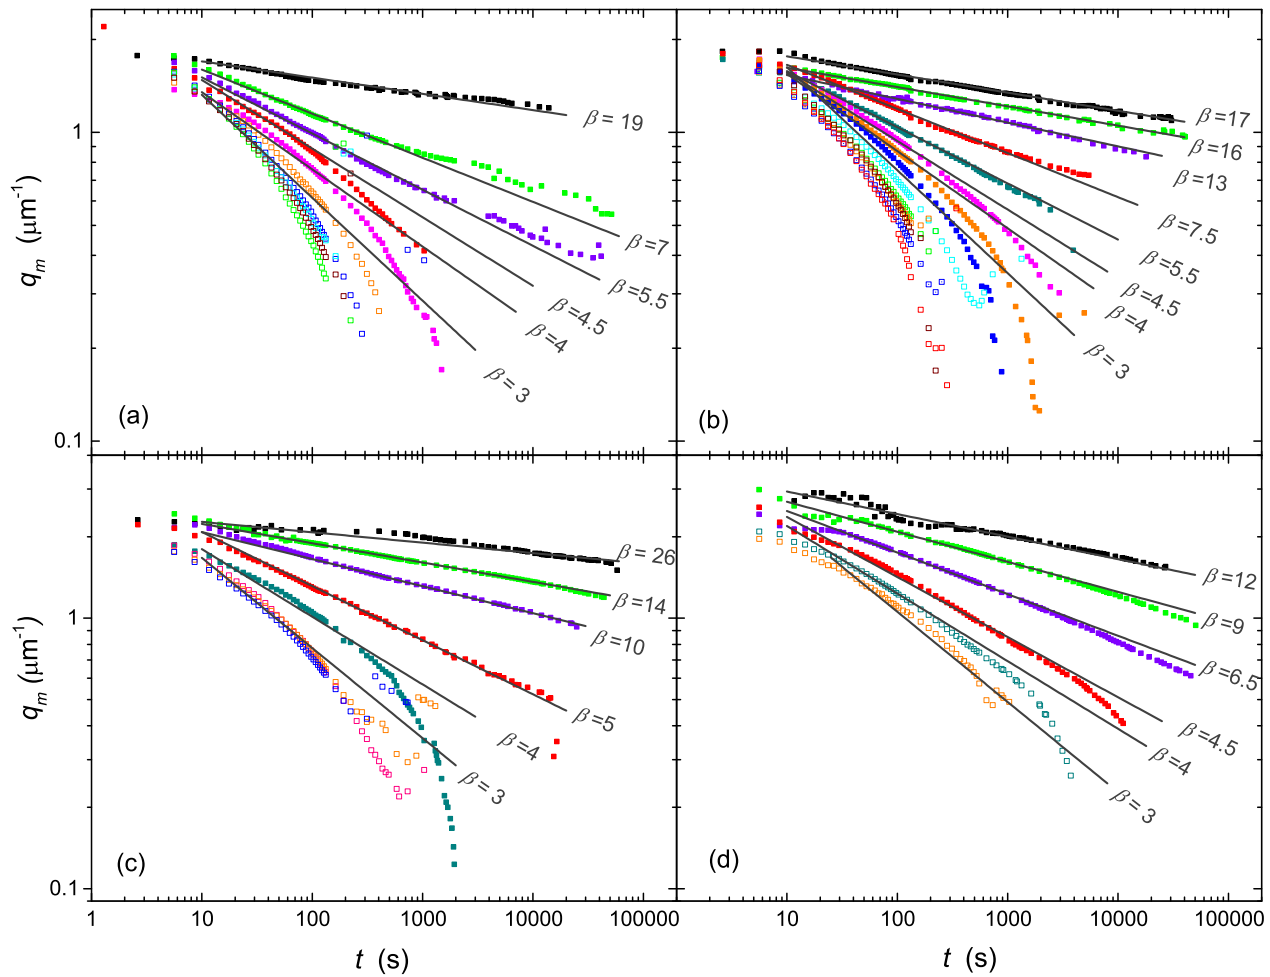 1
0.1
qm (μm-1)
(a)
β = 19
β =7
β =5.5
β =4.5
β =4
β = 3
(b)
β =17
β = 16
β = 13
β = 7.5
β = 5.5
β =4.5
β =4
β = 3
1
0.1
qm (μm-1)
(c)
β = 26
β =14
β = 10
β =5
β =4
β = 3
(d)
β = 12
β = 9
β = 6.5
β =4.5
β = 4
β = 3
1 10 100 1000 10000 100000
10 100 1000 10000 100000
t (s)
t (s)